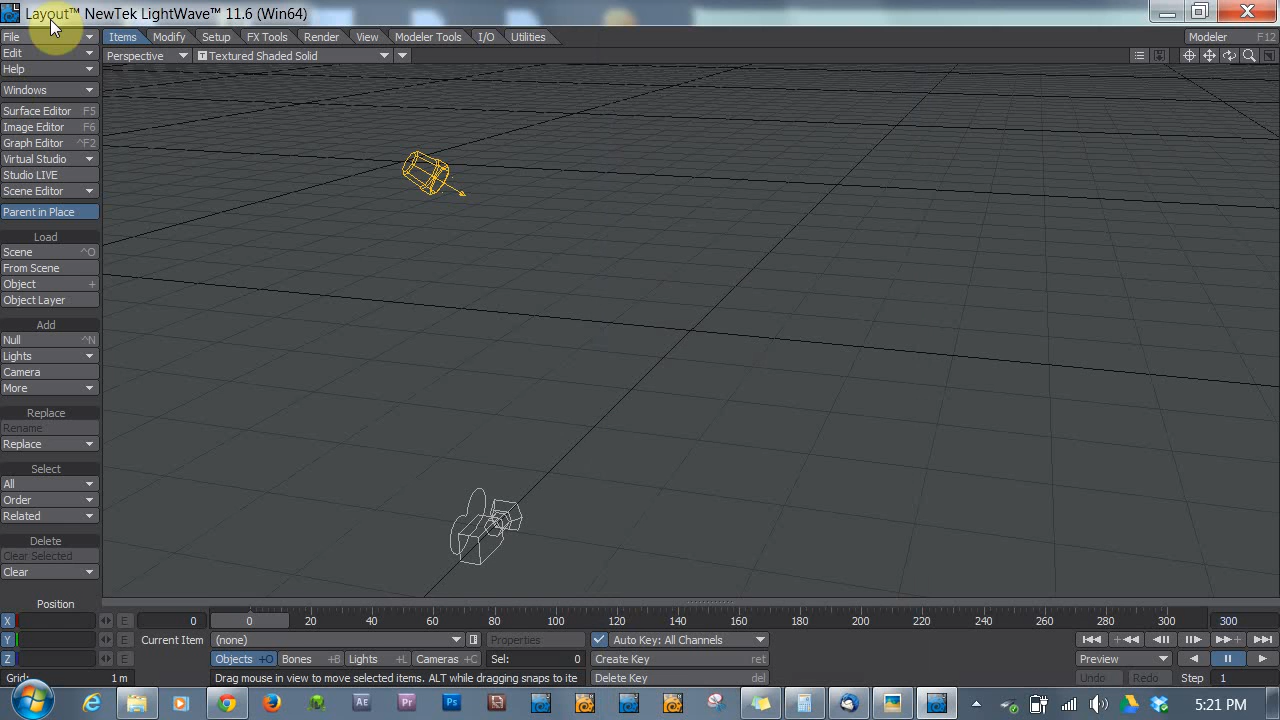 Layout™ NewTek LightWave™ 11.6 (Win64)
File Items Modify Setup FX Tools Render View Modeler Tools I/O Utilities Modeler F12
Edit Perspective T Textured Shaded Solid
Help
Windows
Surface Editor F5
Image Editor F6
Graph Editor ^F2
Virtual Studio
Studio LIVE
Scene Editor
Parent in Place
Load
Scene ^O
From Scene
Object +
Object Layer
Add
Null ^N
Lights
Camera
More
Replace
Rename
Replace
Select
All
Order
Related
Delete
Clear Selected
Clear
Position
X E 0 0 20 40 60 80 100 120 140 160 180 200 220 240 260 280 300 300
Y E Current Item (none) Properties Auto Key: All Channels
Z E Objects +O Bones +B Lights +L Cameras +C Sel: 0 Create Key ret Preview
Grid: 1 m Drag mouse in view to move selected items. ALT while dragging snaps to ite Delete Key del Undo Redo Step 1
Ae Pr Ps 5:21 PM